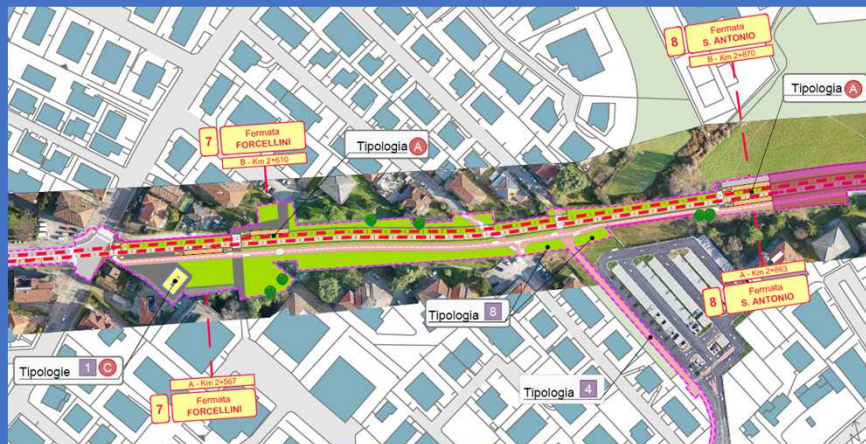 8
Fermata
S. ANTONIO
B - Km 2+870
Tipologia A
7
Fermata
FORCELLINI
B - Km 2+610
Tipologia A
A - Km 2+863
Fermata
S. ANTONIO
8
Tipologia 8
Tipologie 1 C
A - Km 2+567
Fermata
FORCELLINI
7
Tipologia 4